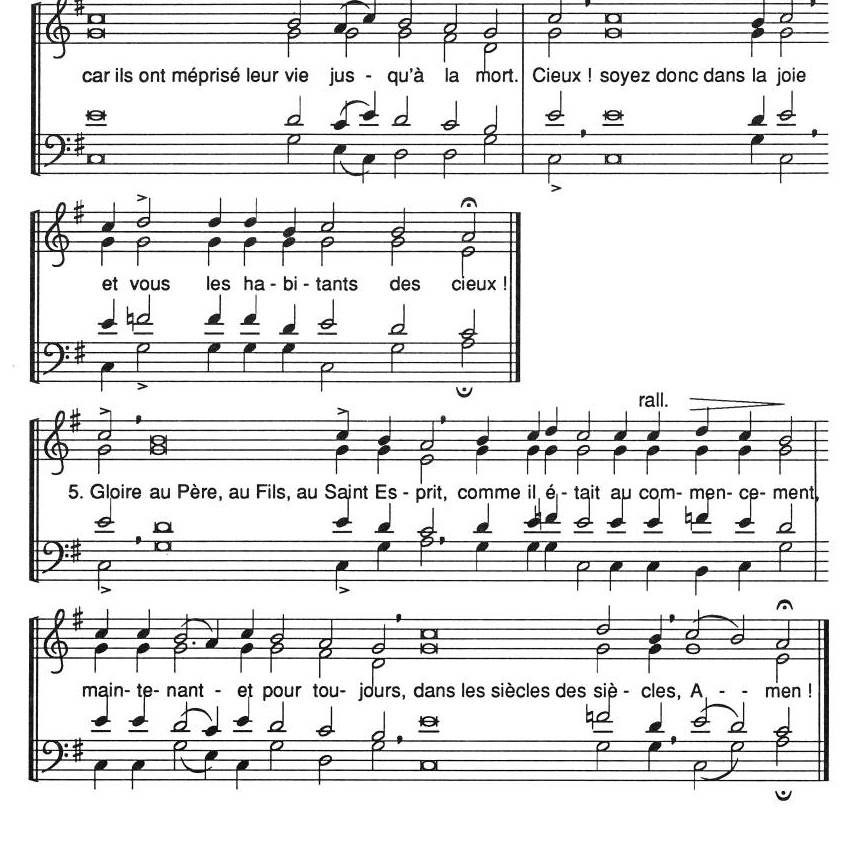 car ils ont méprisé leur vie jus - qu'à la mort. Cieux ! soyez donc dans la joie
et vous les ha - bi - tants des cieux !
rall.
5. Gloire au Père, au Fils, au Saint Es - prit, comme il é - tait au com- men- ce- ment,
main- te- nant - et pour tou- jours, dans les siècles des siè - cles, A - - men !